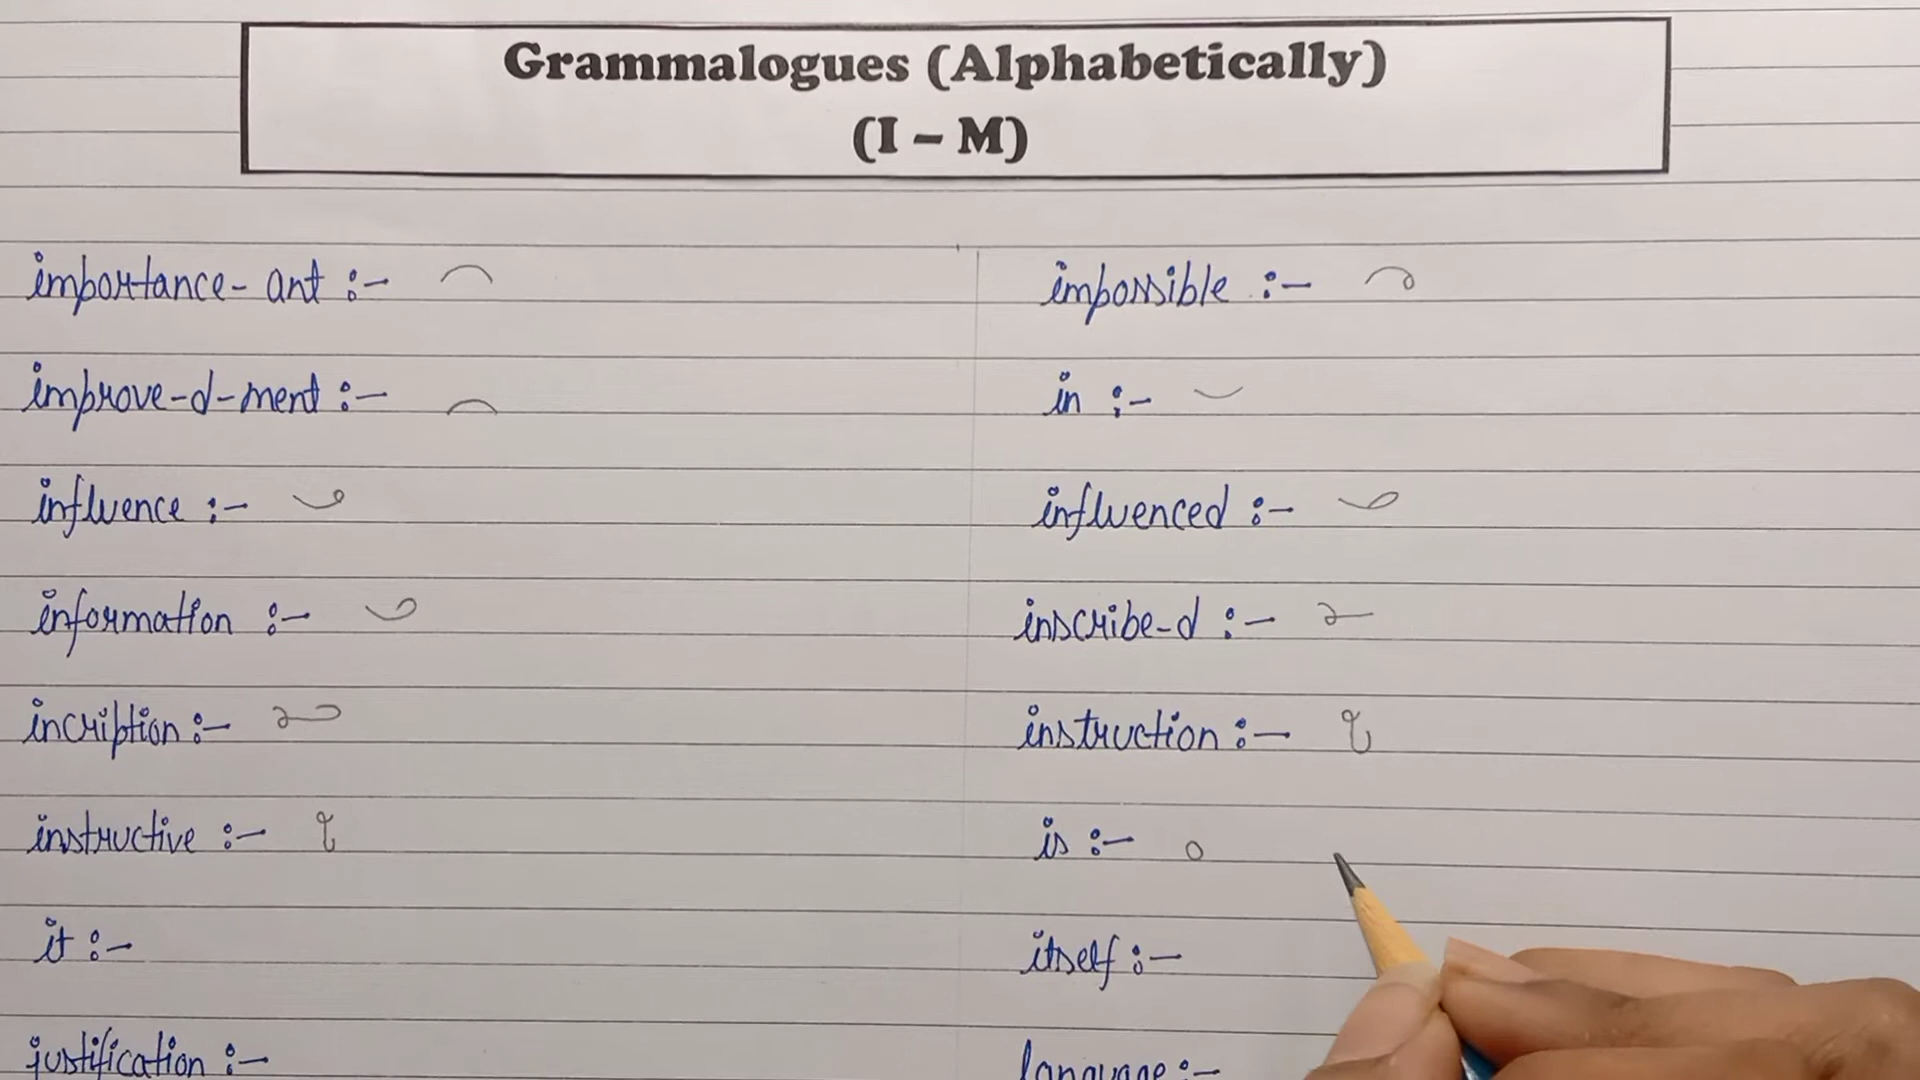 Grammalogues (Alphabetically)
(I – M)
importance- ant :-
impossible :-
improve-d-ment :-
in :-
influence :-
influenced :-
information :-
inscribe-d :-
incription :-
instruction :-
instructive :-
is :-
it :-
itself :-
justification :-
language :-